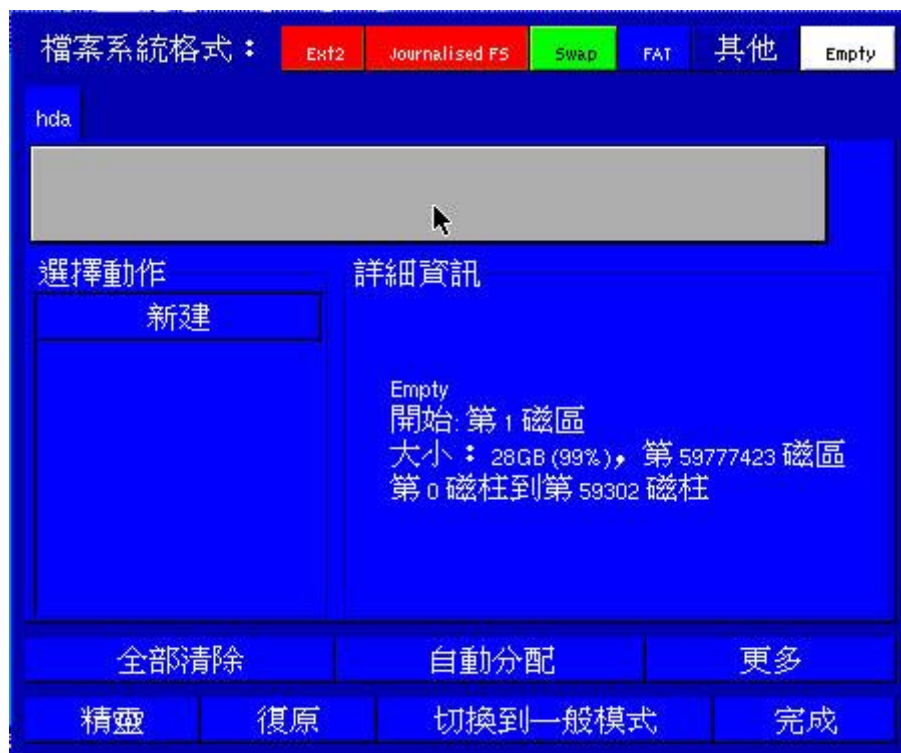 檔案系統格式： Ext2 Journalised FS Swap FAT 其他 Empty
hda
選擇動作
新建
詳細資訊
Empty
開始: 第 1 磁區
大小： 28GB (99%)， 第 59777423 磁區
第 0 磁柱到第 59302 磁柱
全部清除 自動分配 更多
精靈 復原 切換到一般模式 完成